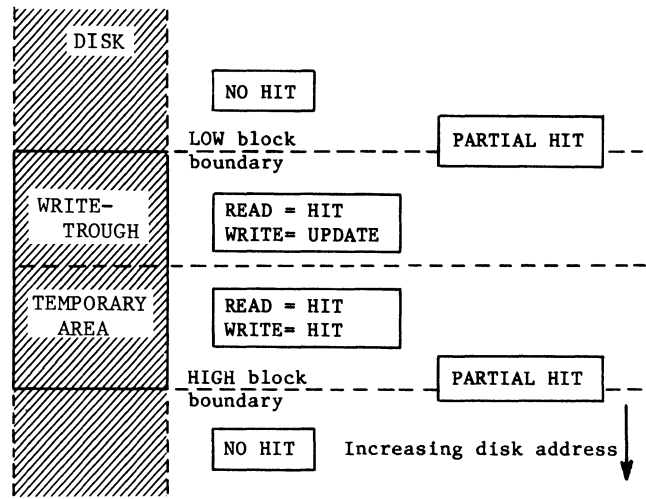 DISK
NO HIT
LOW block
boundary
PARTIAL HIT
WRITE-
TROUGH
READ = HIT
WRITE= UPDATE
TEMPORARY
AREA
READ = HIT
WRITE= HIT
HIGH block
boundary
PARTIAL HIT
NO HIT
Increasing disk address